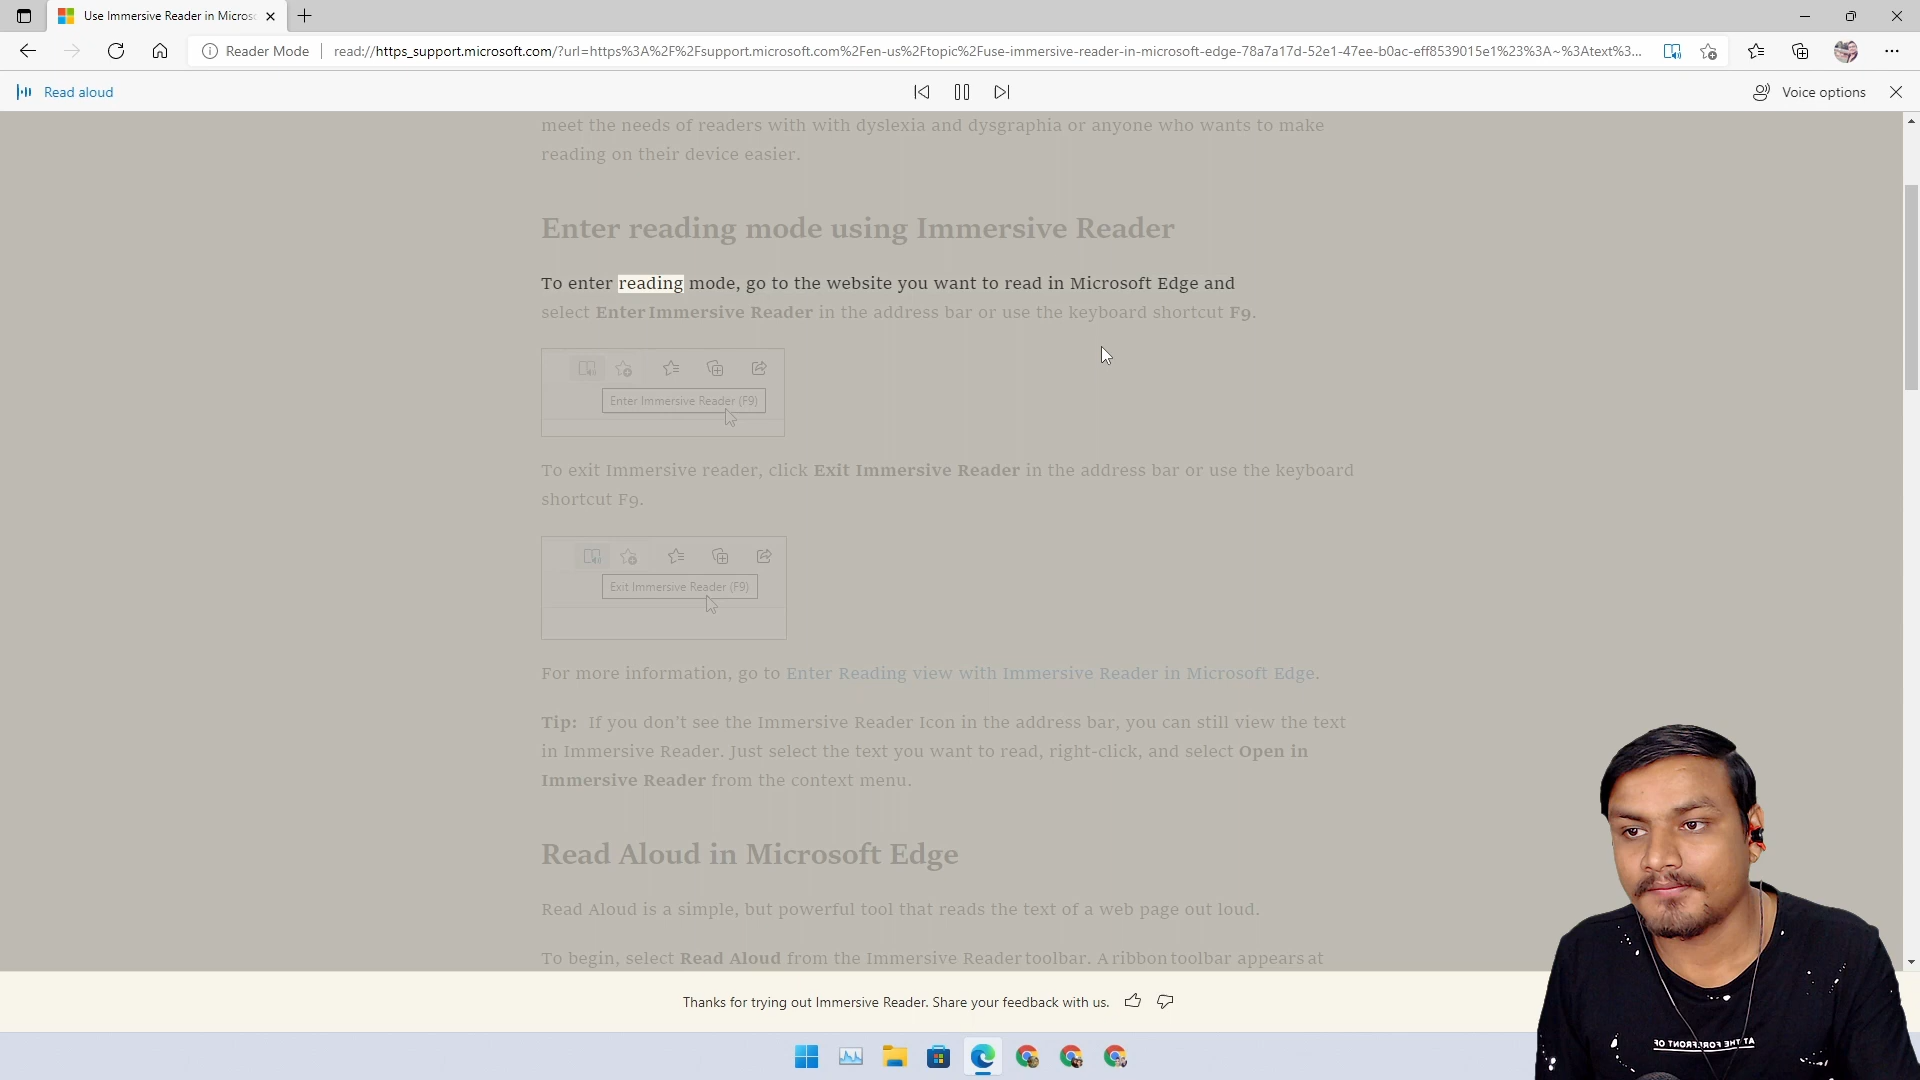 Use Immersive Reader in Micros
Reader Mode
read://https_support.microsoft.com/?url=https%3A%2F%2Fsupport.microsoft.com%2Fen-us%2Ftopic%2Fuse-immersive-reader-in-microsoft-edge-78a7a17d-52e1-47ee-b0ac-eff8539015e1%23%3A~%3Atext%3...
Read aloud
Voice options
meet the needs of readers with with dyslexia and dysgraphia or anyone who wants to make
reading on their device easier.
Enter reading mode using Immersive Reader
To enter reading mode, go to the website you want to read in Microsoft Edge and
select Enter Immersive Reader in the address bar or use the keyboard shortcut F9.
Enter Immersive Reader (F9)
To exit Immersive reader, click Exit Immersive Reader in the address bar or use the keyboard
shortcut F9.
Exit Immersive Reader (F9)
For more information, go to Enter Reading view with Immersive Reader in Microsoft Edge.
Tip: If you don't see the Immersive Reader Icon in the address bar, you can still view the text
in Immersive Reader. Just select the text you want to read, right-click, and select Open in
Immersive Reader from the context menu.
Read Aloud in Microsoft Edge
Read Aloud is a simple, but powerful tool that reads the text of a web page out loud.
To begin, select Read Aloud from the Immersive Reader toolbar. A ribbon toolbar appears at
Thanks for trying out Immersive Reader. Share your feedback with us.
AT THE FOREFRONT OF